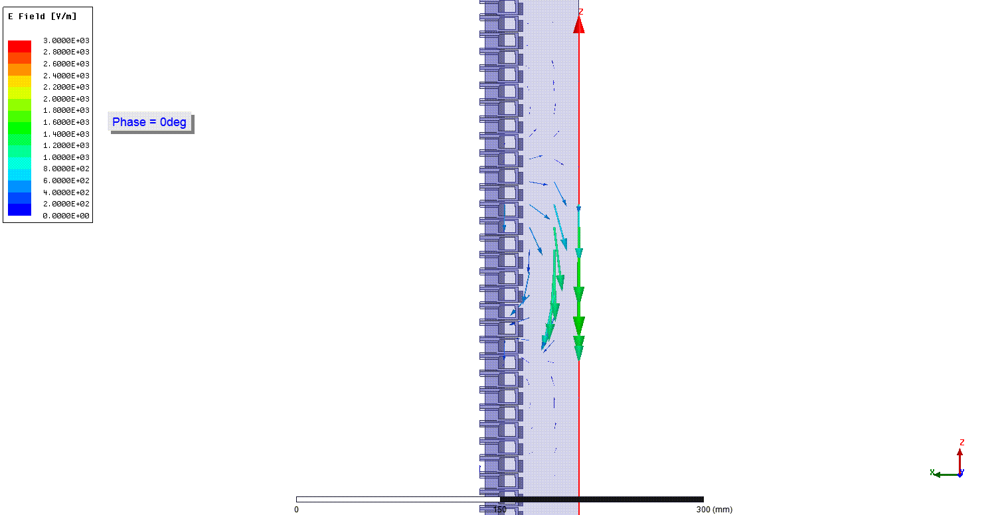 E Field [V/m]
3.0000E+03
2.8000E+03
2.6000E+03
2.4000E+03
2.2000E+03
2.0000E+03
1.8000E+03
1.6000E+03
1.4000E+03
1.2000E+03
1.0000E+03
8.0000E+02
6.0000E+02
4.0000E+02
2.0000E+02
0.0000E+00
Phase = 0deg
Z
Z
X Y
0 150 300 (mm)